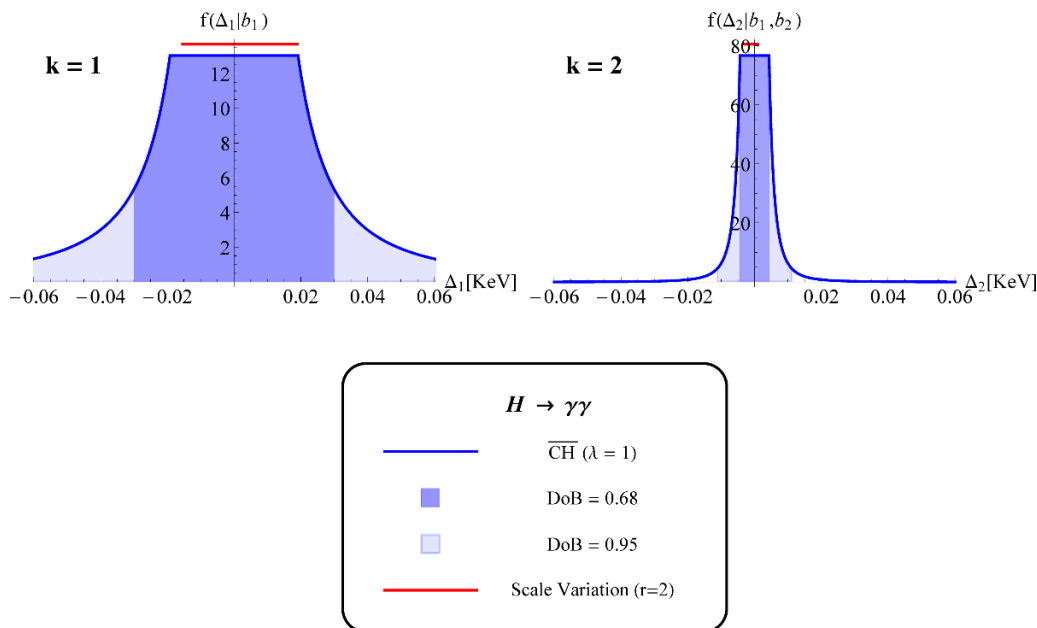 f(Δ₁|b₁)
k = 1
12
10
8
6
4
2
−0.06 −0.04 −0.02 0.02 0.04 0.06 Δ₁[KeV]
f(Δ₂|b₁,b₂)
k = 2
80
60
40
20
−0.06 −0.04 −0.02 0.02 0.04 0.06 Δ₂[KeV]
H → γγ
C̅H̅ (λ = 1)
DoB = 0.68
DoB = 0.95
Scale Variation (r=2)